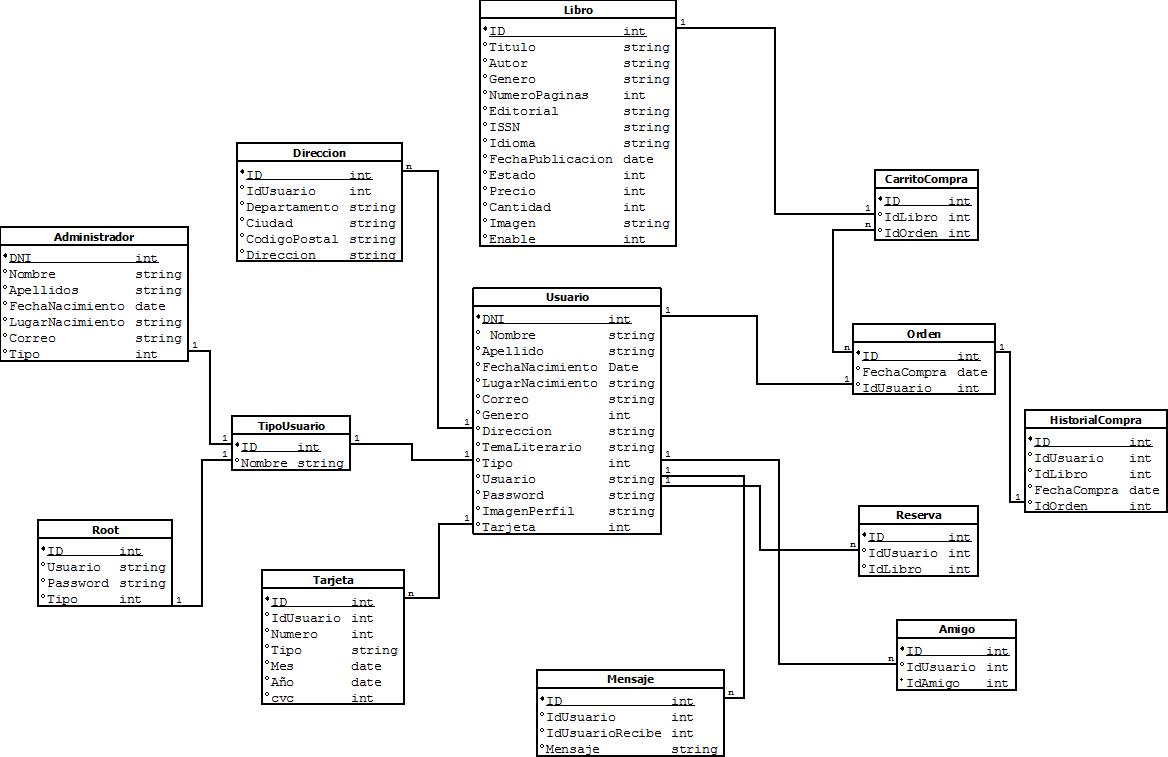 Libro
ID int
Titulo string
Autor string
Genero string
NumeroPaginas int
Editorial string
ISSN string
Idioma string
FechaPublicacion date
Estado int
Precio int
Cantidad int
Imagen string
Enable int
1
Direccion
ID int
IdUsuario int
Departamento string
Ciudad string
CodigoPostal string
Direccion string
n
CarritoCompra
ID int
IdLibro int
IdOrden int
1
n
Administrador
DNI int
Nombre string
Apellidos string
FechaNacimiento date
LugarNacimiento string
Correo string
Tipo int
1
Usuario
DNI int
Nombre string
Apellido string
FechaNacimiento Date
LugarNacimiento string
Correo string
Genero int
Direccion string
TemaLiterario string
Tipo int
Usuario string
Password string
ImagenPerfil string
Tarjeta int
1
1
1
1
1
1
1
Orden
ID int
FechaCompra date
IdUsuario int
n
1
1
TipoUsuario
ID int
Nombre string
1
1
1
HistorialCompra
ID int
IdUsuario int
IdLibro int
FechaCompra date
IdOrden int
1
Root
ID int
Usuario string
Password string
Tipo int
1
Reserva
ID int
IdUsuario int
IdLibro int
n
Tarjeta
ID int
IdUsuario int
Numero int
Tipo string
Mes date
Año date
cvc int
n
Amigo
ID int
IdUsuario int
IdAmigo int
n
Mensaje
ID int
IdUsuario int
IdUsuarioRecibe int
Mensaje string
n